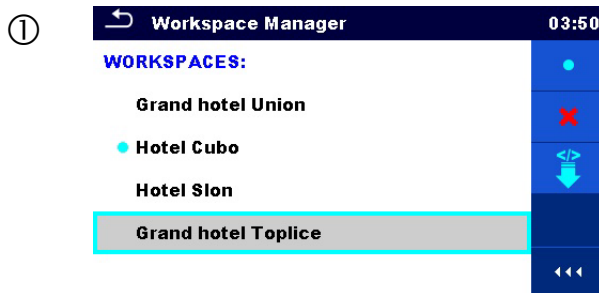 ①
Workspace Manager 03:50
WORKSPACES:
Grand hotel Union
Hotel Cubo
Hotel Slon
Grand hotel Toplice
</>